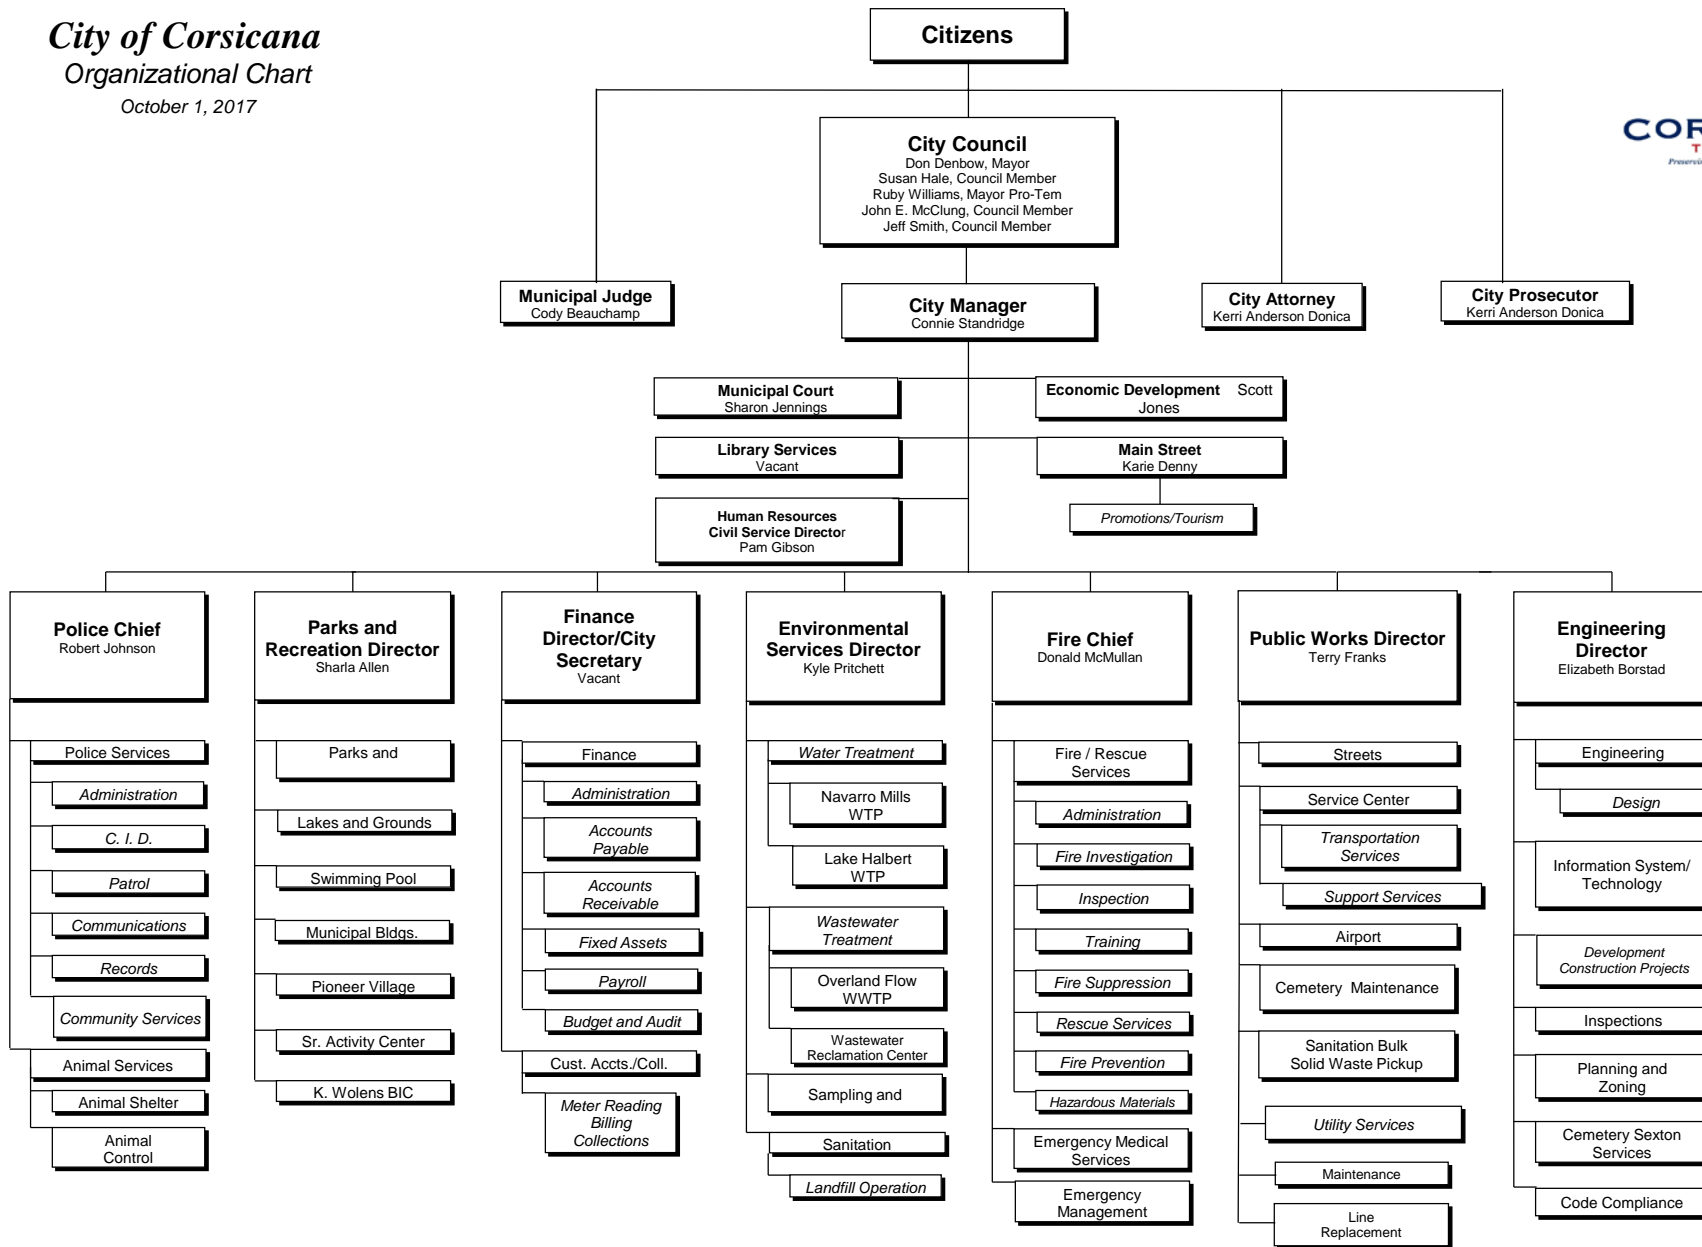 City of Corsicana
Organizational Chart
October 1, 2017
Citizens
COR
T
City Council
Don Denbow, Mayor
Susan Hale, Council Member
Ruby Williams, Mayor Pro-Tem
John E. McClung, Council Member
Jeff Smith, Council Member
Municipal Judge
Cody Beauchamp
City Manager
Connie Standridge
City Attorney
Kerri Anderson Donica
City Prosecutor
Kerri Anderson Donica
Municipal Court
Sharon Jennings
Economic Development Scott
Jones
Library Services
Vacant
Main Street
Karie Denny
Human Resources
Civil Service Director
Pam Gibson
Promotions/Tourism
Police Chief
Robert Johnson
Police Services
Administration
C. I. D.
Patrol
Communications
Records
Community Services
Animal Services
Animal Shelter
Animal
Control
Parks and
Recreation Director
Sharla Allen
Parks and
Lakes and Grounds
Swimming Pool
Municipal Bldgs.
Pioneer Village
Sr. Activity Center
K. Wolens BIC
Finance
Director/City
Secretary
Vacant
Finance
Administration
Accounts
Payable
Accounts
Receivable
Fixed Assets
Payroll
Budget and Audit
Cust. Accts./Coll.
Meter Reading
Billing
Collections
Environmental
Services Director
Kyle Pritchett
Water Treatment
Navarro Mills
WTP
Lake Halbert
WTP
Wastewater
Treatment
Overland Flow
WWTP
Wastewater
Reclamation Center
Sampling and
Sanitation
Landfill Operation
Fire Chief
Donald McMullan
Fire / Rescue
Services
Administration
Fire Investigation
Inspection
Training
Fire Suppression
Rescue Services
Fire Prevention
Hazardous Materials
Emergency Medical
Services
Emergency
Management
Public Works Director
Terry Franks
Streets
Service Center
Transportation
Services
Support Services
Airport
Cemetery Maintenance
Sanitation Bulk
Solid Waste Pickup
Utility Services
Maintenance
Line
Replacement
Engineering
Director
Elizabeth Borstad
Engineering
Design
Information System/
Technology
Development
Construction Projects
Inspections
Planning and
Zoning
Cemetery Sexton
Services
Code Compliance